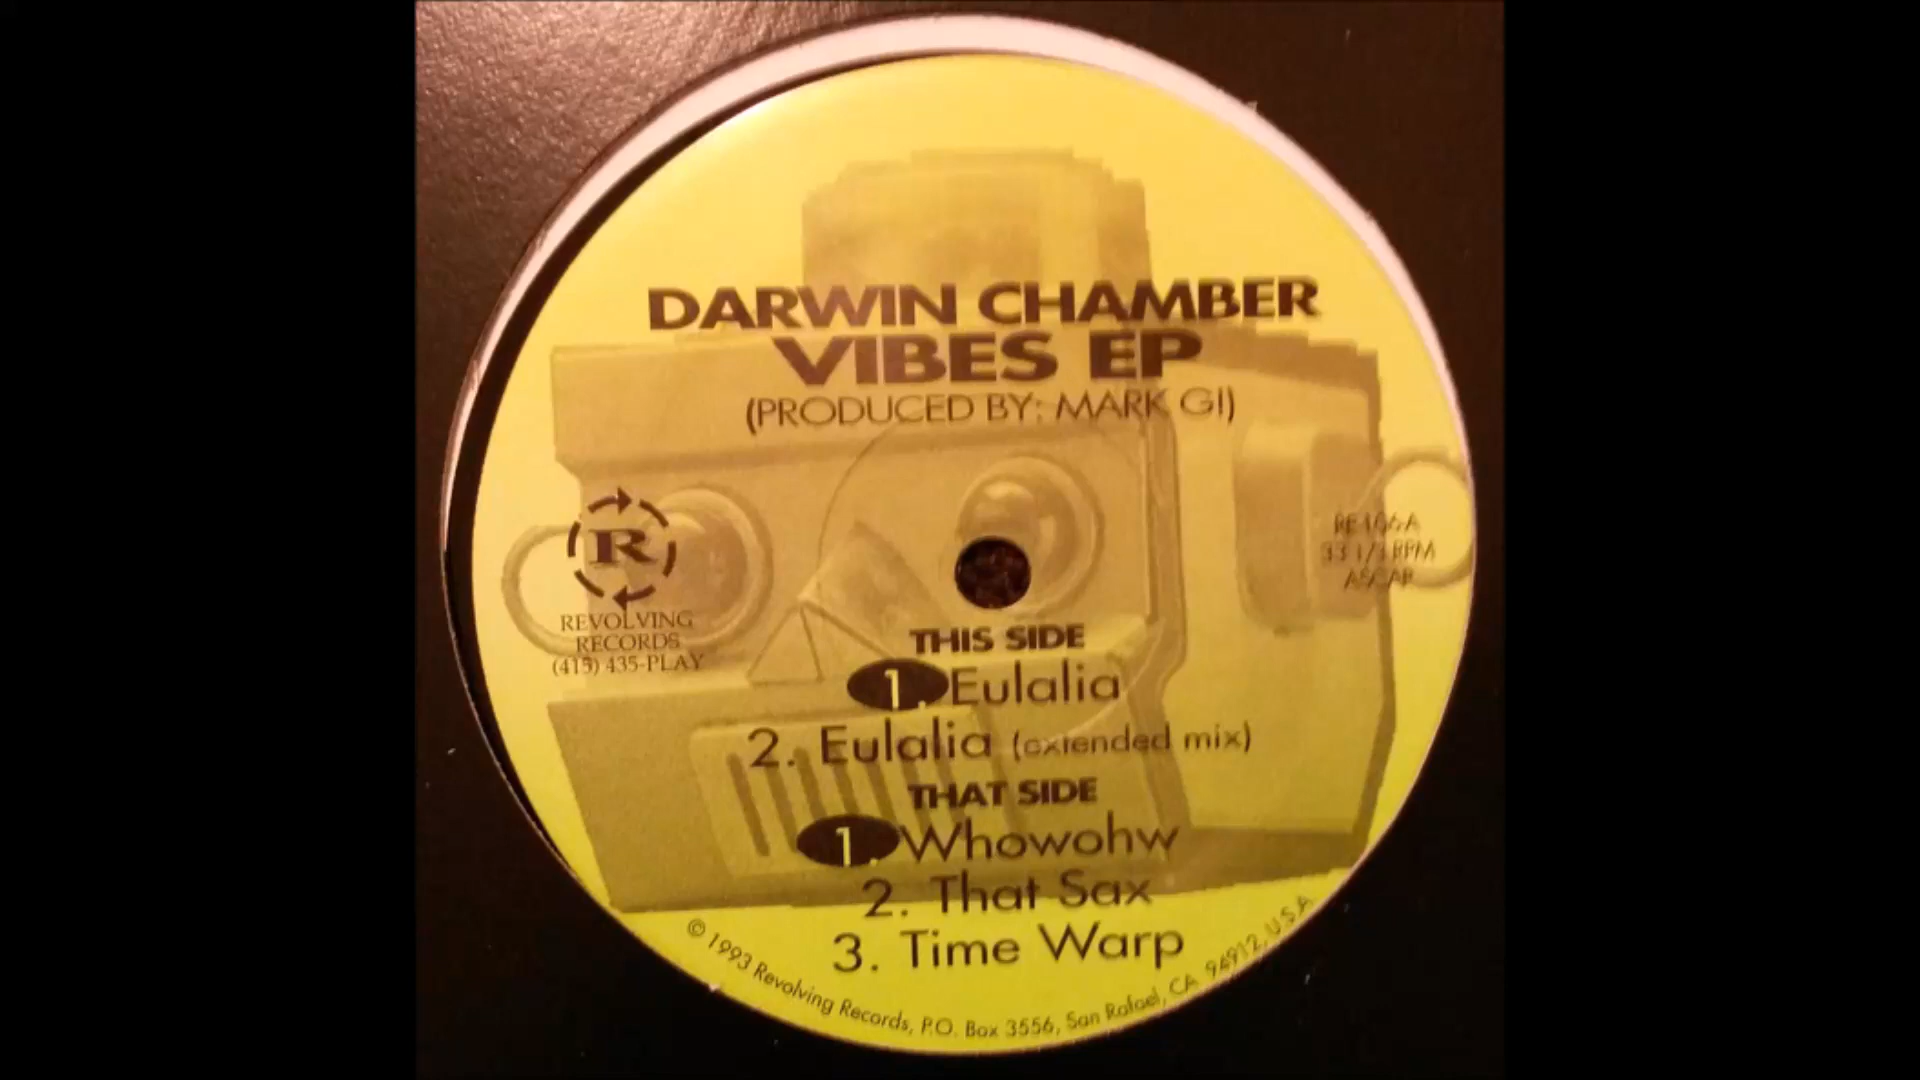 DARWIN CHAMBER
VIBES EP
(PRODUCED BY: MARK G!)
R
REVOLVING
RECORDS
(415) 435-PLAY
RE106A
33 1/3 RPM
ASCAP
THIS SIDE
1. Eulalia
2. Eulalia (extended mix)
THAT SIDE
1. Whowohw
2. That Sax
3. Time Warp
© 1993 Revolving Records, P.O. Box 3556, San Rafael, CA 94912, U.S.A